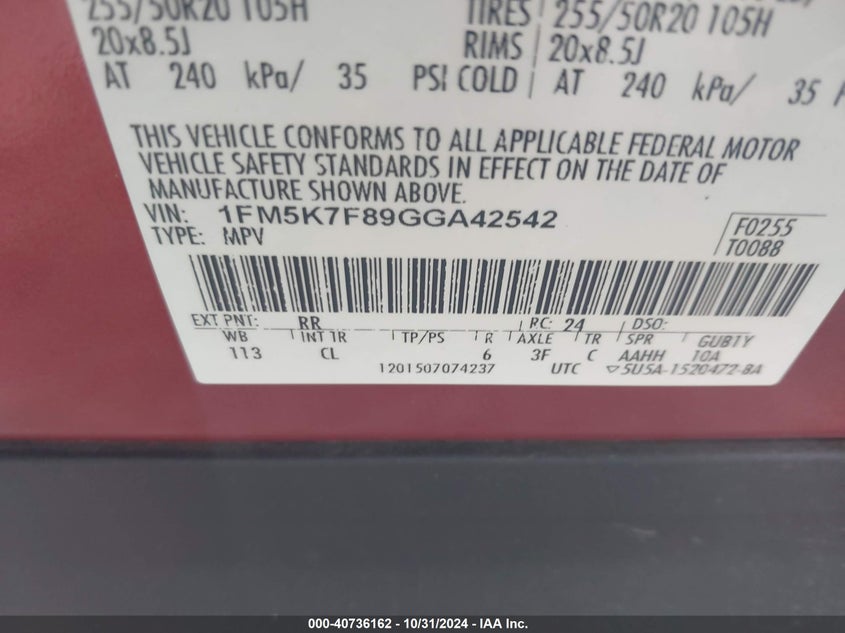 255/50R20 105H TIRES 255/50R20 105H
20x8.5J RIMS 20x8.5J
AT 240 kPa/ 35 PSI COLD AT 240 kPa/ 35
THIS VEHICLE CONFORMS TO ALL APPLICABLE FEDERAL MOTOR
VEHICLE SAFETY STANDARDS IN EFFECT ON THE DATE OF
MANUFACTURE SHOWN ABOVE.
VIN: 1FM5K7F89GGA42542 F0255
TYPE: MPV T0088
EXT PNT: RR RC: 24 DSO:
WB INT TR TP/PS R AXLE TR SPR GUB1Y
113 CL 6 3F C AAHH 10A
1201507074237 UTC ▽5U5A-1520472-BA
000-40736162 - 10/31/2024 - IAA Inc.